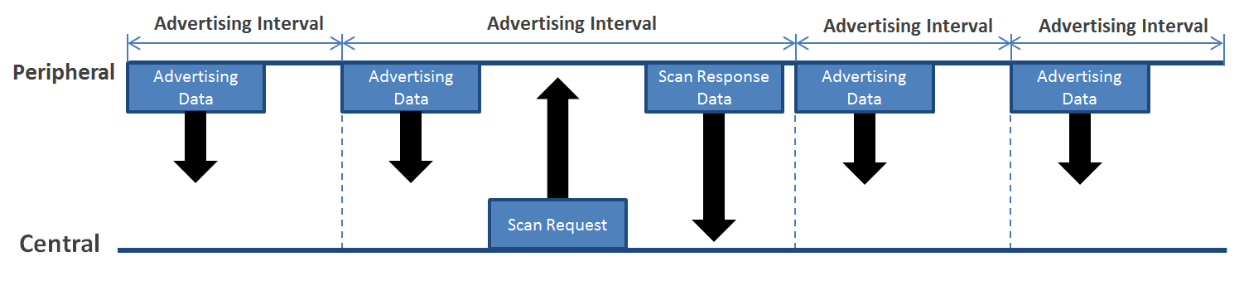 Advertising Interval
Advertising Interval
Advertising Interval
Advertising Interval
Peripheral
Advertising
Data
Advertising
Data
Scan Response
Data
Advertising
Data
Advertising
Data
Scan Request
Central